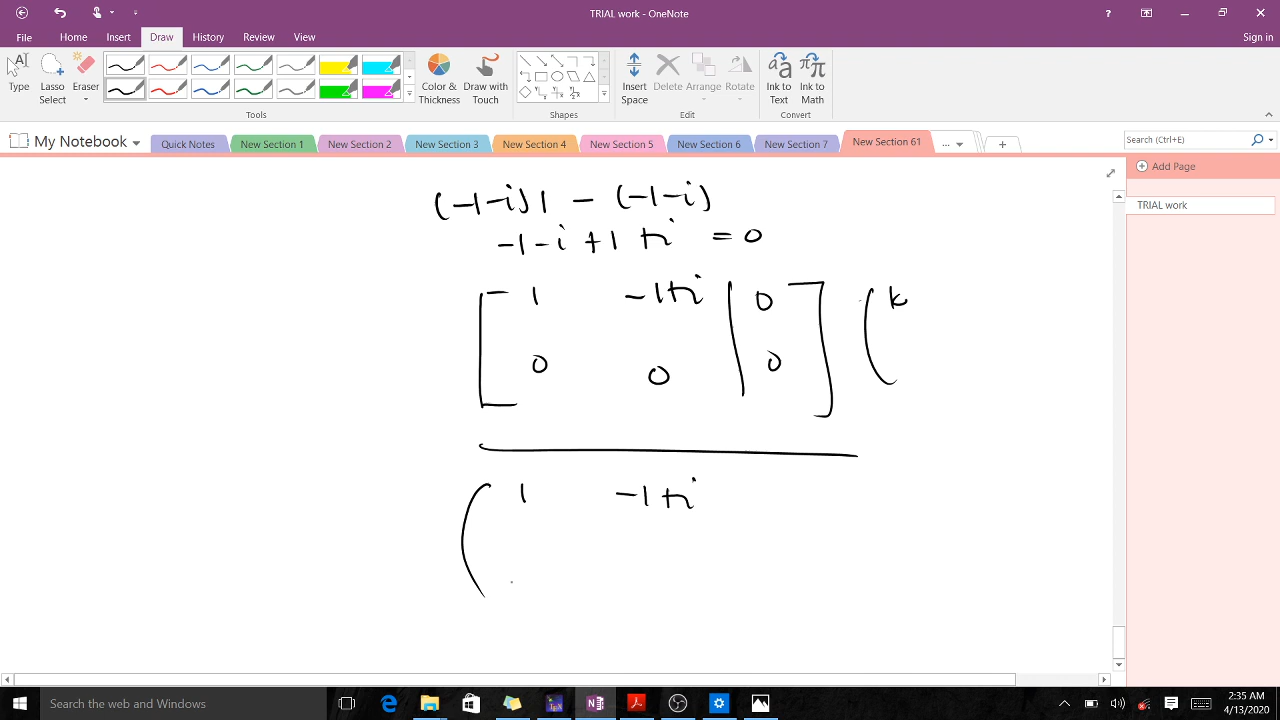 TRIAL work - OneNote
?
File Home Insert Draw History Review View
Sign in
Type
Lasso Select
Eraser
Color & Thickness
Draw with Touch
Insert Space
Delete
Arrange
Rotate
Ink to Text
Ink to Math
Tools
Shapes
Edit
Convert
My Notebook
Quick Notes
New Section 1
New Section 2
New Section 3
New Section 4
New Section 5
New Section 6
New Section 7
New Section 61
...
+
Search (Ctrl+E)
Add Page
TRIAL work
(-1-i)1 - (-1-i)
-1-i+1+i = 0
[ 1 -1+i | 0 ] ( k
0 0 | 0
( 1 -1+i
Search the web and Windows
2:35 AM
4/13/2020